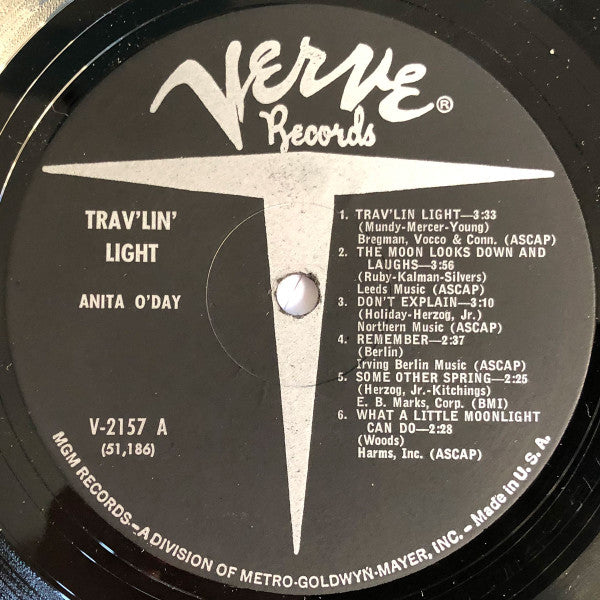 Verve®
Records
TRAV'LIN'
LIGHT
ANITA O'DAY
V-2157 A
(51,186)
1. TRAV'LIN LIGHT—3:33
(Mundy-Mercer-Young)
Bregman, Vocco & Conn. (ASCAP)
2. THE MOON LOOKS DOWN AND
LAUGHS—3:56
(Ruby-Kalman-Silvers)
Leeds Music (ASCAP)
3. DON'T EXPLAIN—3:10
(Holiday-Herzog, Jr.)
Northern Music (ASCAP)
4. REMEMBER—2:37
(Berlin)
Irving Berlin Music (ASCAP)
5. SOME OTHER SPRING—2:25
(Herzog, Jr.-Kitchings)
E. B. Marks, Corp. (BMI)
6. WHAT A LITTLE MOONLIGHT
CAN DO—2:28
(Woods)
Harms, Inc. (ASCAP)
MGM RECORDS—A DIVISION OF METRO-GOLDWYN-MAYER, INC. – Made in U. S. A.